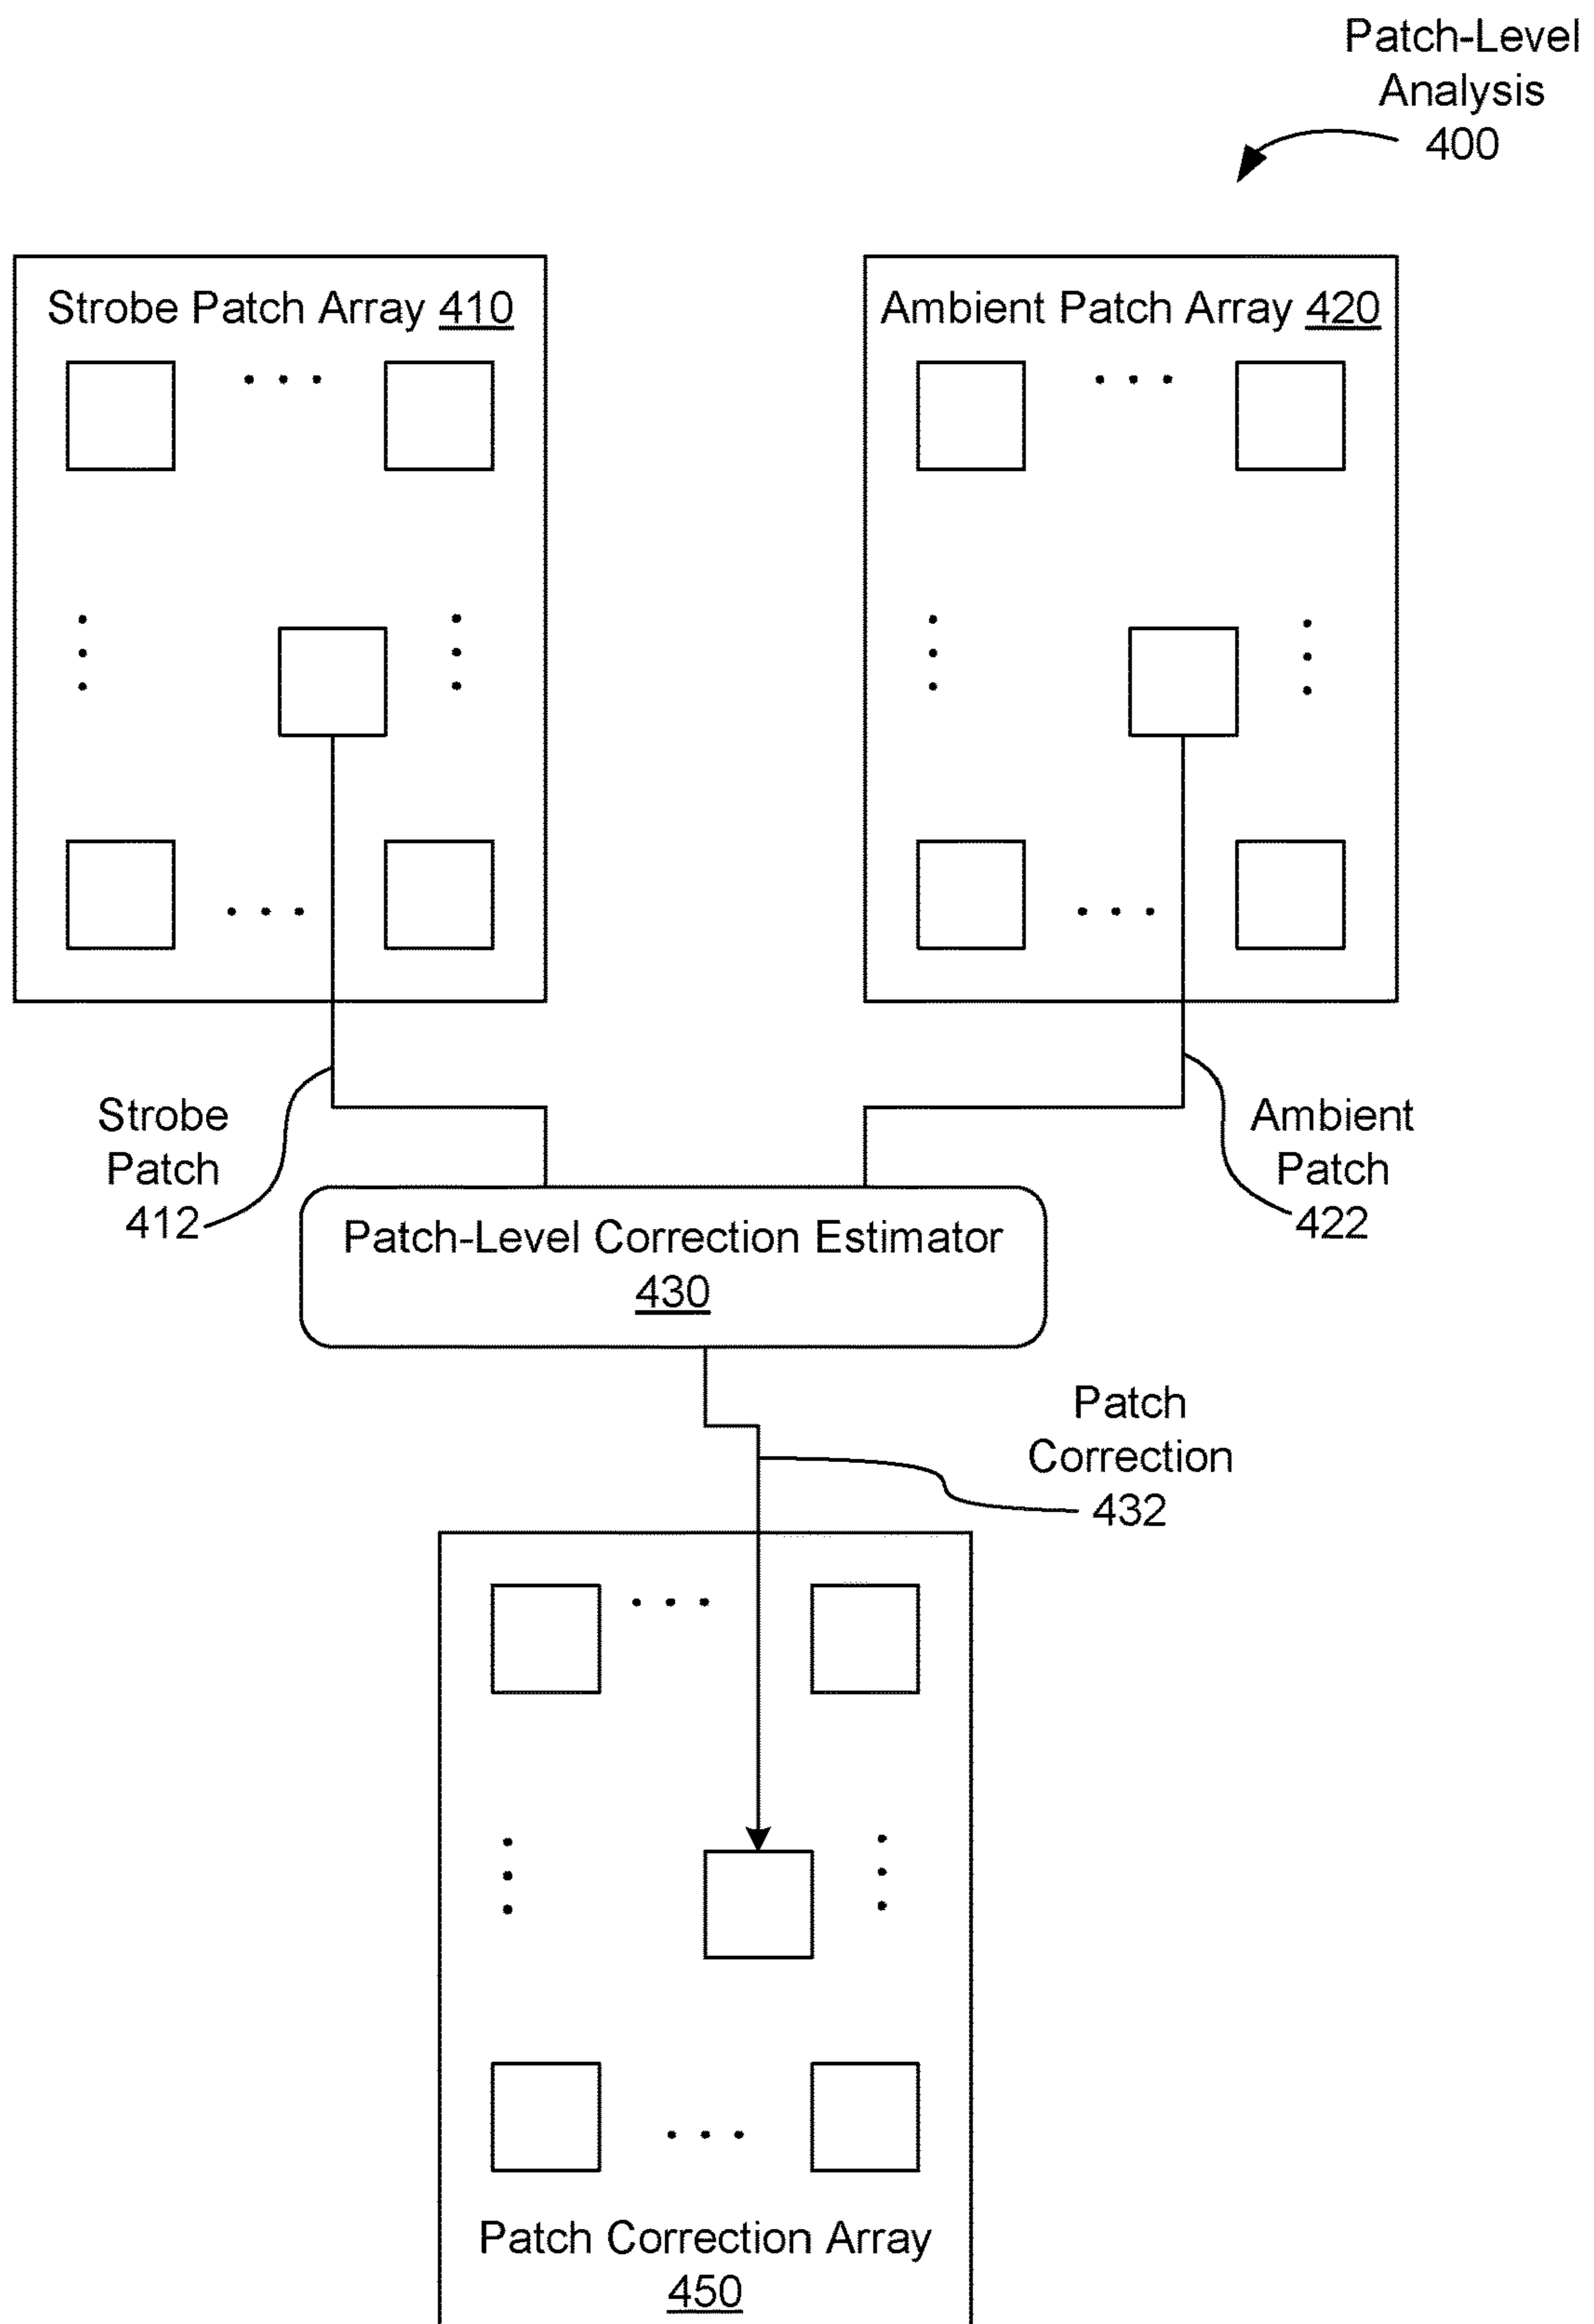 Patch-Level
Analysis
400
Strobe Patch Array 410
Ambient Patch Array 420
Strobe
Patch
412
Ambient
Patch
422
Patch-Level Correction Estimator
430
Patch
Correction
432
Patch Correction Array
450